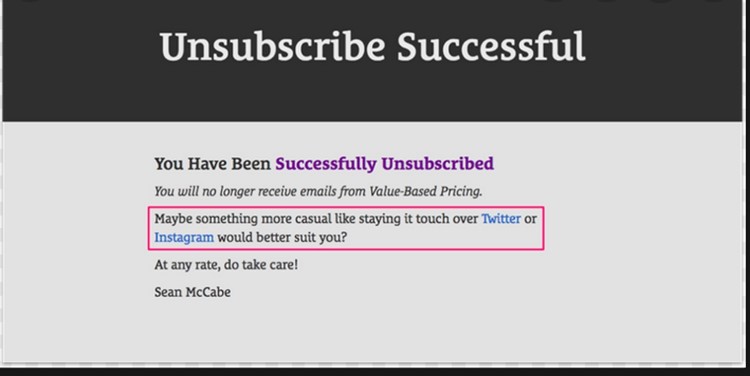 Unsubscribe Successful
You Have Been Successfully Unsubscribed
You will no longer receive emails from Value-Based Pricing.
Maybe something more casual like staying it touch over Twitter or
Instagram would better suit you?
At any rate, do take care!
Sean McCabe